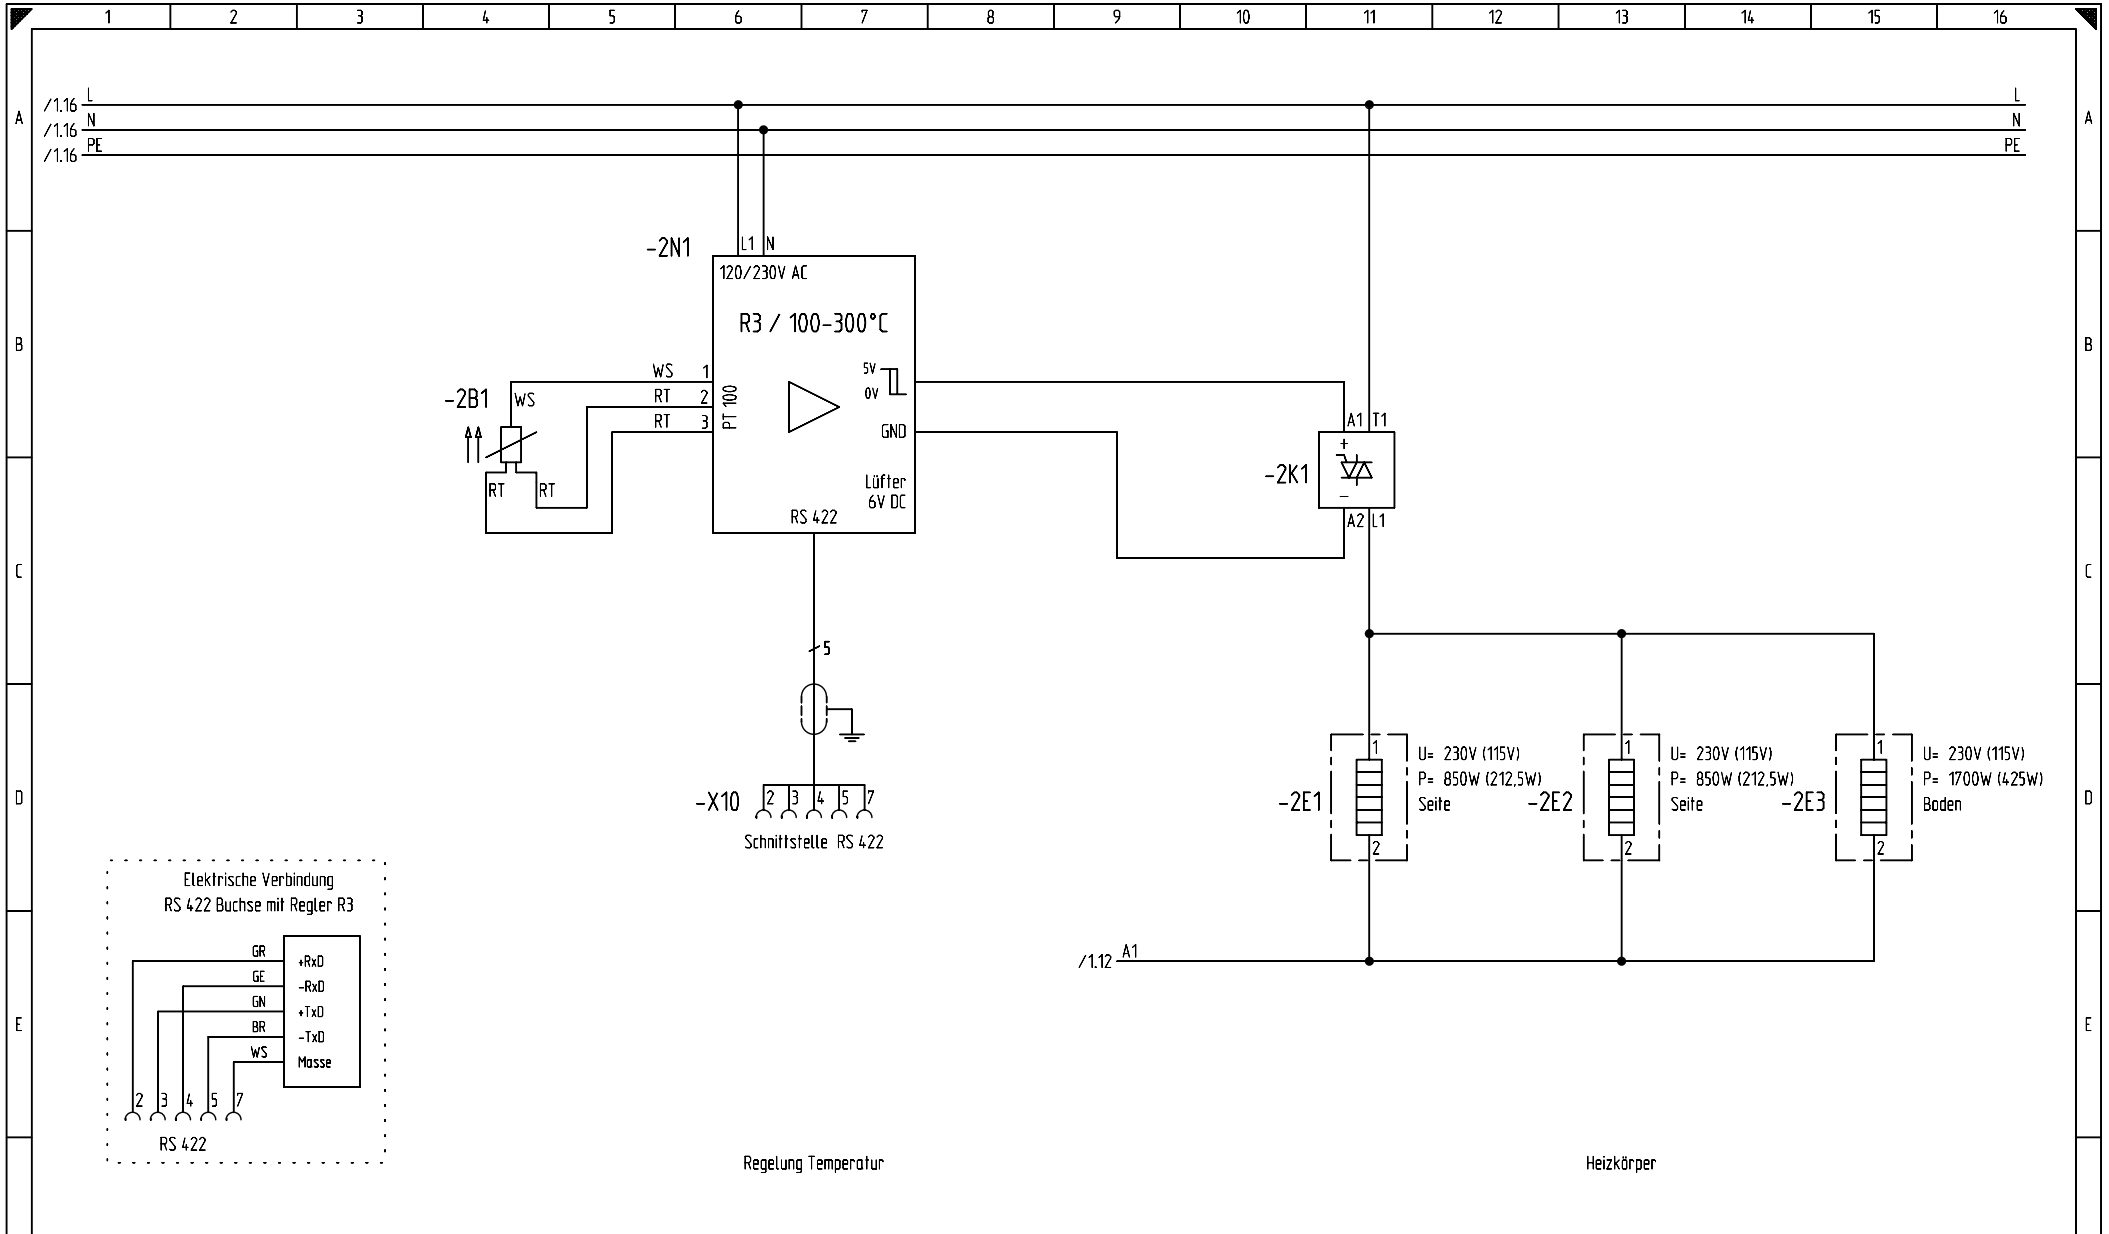 1 2 3 4 5 6 7 8 9 10 11 12 13 14 15 16
A
/1.16 L L
/1.16 N N
/1.16 PE PE
A
-2N1
L1 N
120/230V AC
R3 / 100-300°C
B
B
WS 1
RT 2
RT 3
PT 100
5V
0V
GND
Lüfter
6V DC
RS 422
-2B1
WS
RT RT
A1 T1
+
-2K1
-
A2 L1
C
C
5
-X10
2 3 4 5 7
Schnittstelle RS 422
D
D
-2E1
1
2
U= 230V (115V)
P= 850W (212,5W)
Seite
-2E2
1
2
U= 230V (115V)
P= 850W (212,5W)
Seite
-2E3
1
2
U= 230V (115V)
P= 1700W (425W)
Boden
/1.12 A1
Elektrische Verbindung
RS 422 Buchse mit Regler R3
GR +RxD
GE -RxD
GN +TxD
BR -TxD
WS Masse
2 3 4 5 7
RS 422
E
E
Regelung Temperatur
Heizkörper